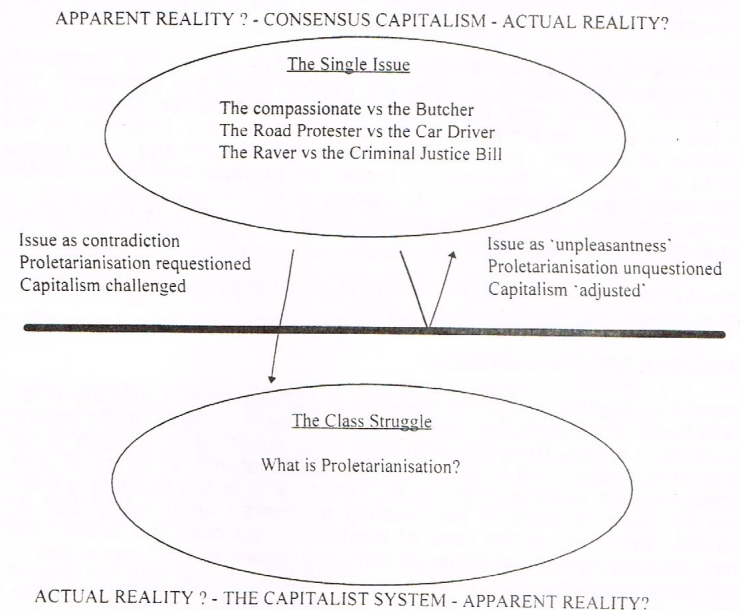 APPARENT REALITY ? - CONSENSUS CAPITALISM - ACTUAL REALITY?
The Single Issue
The compassionate vs the Butcher
The Road Protester vs the Car Driver
The Raver vs the Criminal Justice Bill
Issue as contradiction
Proletarianisation requestioned
Capitalism challenged
Issue as `unpleasantness`
Proletarianisation unquestioned
Capitalism `adjusted`
The Class Struggle
What is Proletarianisation?
ACTUAL REALITY ? - THE CAPITALIST SYSTEM - APPARENT REALITY?